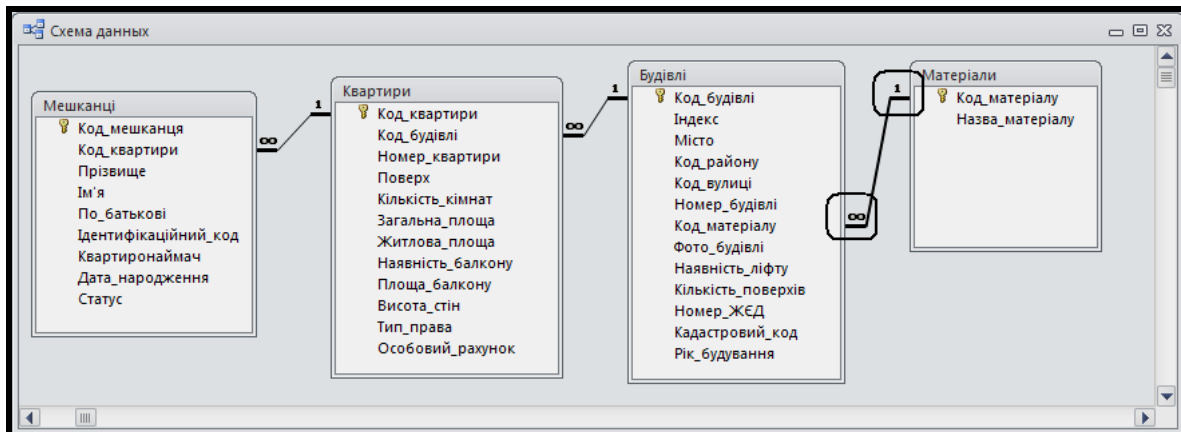 Схема данных
Мешканці
Код_мешканця
Код_квартири
Прізвище
Ім'я
По_батькові
Ідентифікаційний_код
Квартиронаймач
Дата_народження
Статус
∞
1
Квартири
Код_квартири
Код_будівлі
Номер_квартири
Поверх
Кількість_кімнат
Загальна_площа
Житлова_площа
Наявність_балкону
Площа_балкону
Висота_стін
Тип_права
Особовий_рахунок
∞
1
Будівлі
Код_будівлі
Індекс
Місто
Код_району
Код_вулиці
Номер_будівлі
Код_матеріалу
Фото_будівлі
Наявність_ліфту
Кількість_поверхів
Номер_ЖЄД
Кадастровий_код
Рік_будування
∞
1
Матеріали
Код_матеріалу
Назва_матеріалу